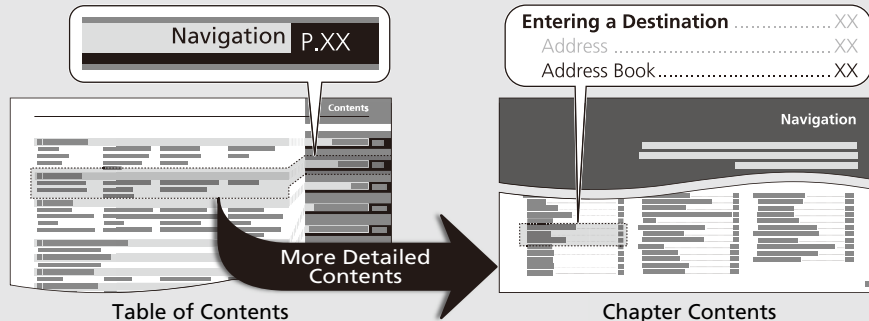 Navigation P.XX
Entering a Destination ................ XX
Address ........................................ XX
Address Book ................................ XX
Contents
Navigation
More Detailed
Contents
Table of Contents
Chapter Contents